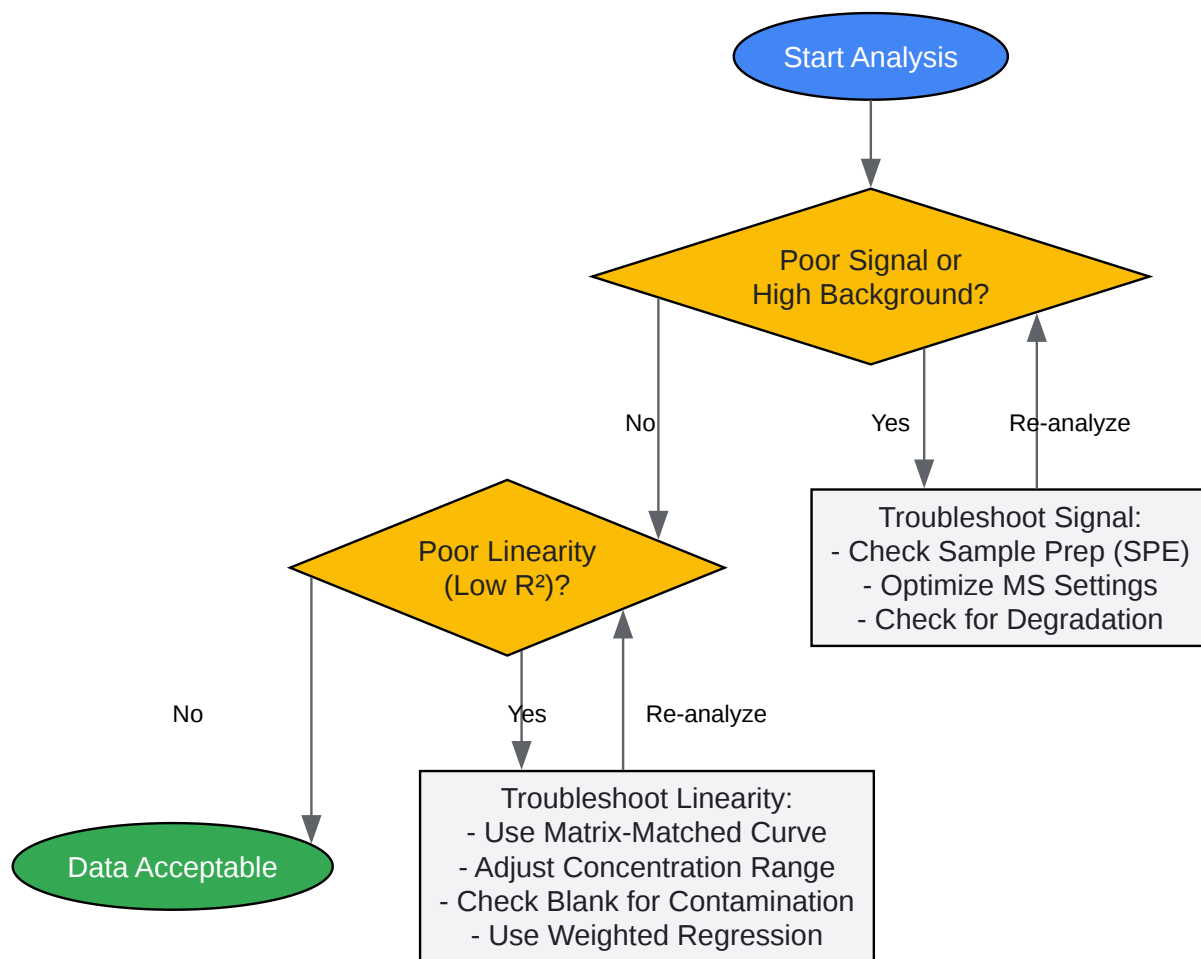 Start Analysis
Poor Signal or
High Background?
No
Yes
Re-analyze
Troubleshoot Signal:
- Check Sample Prep (SPE)
- Optimize MS Settings
- Check for Degradation
Poor Linearity
(Low R²)?
No
Yes
Re-analyze
Troubleshoot Linearity:
- Use Matrix-Matched Curve
- Adjust Concentration Range
- Check Blank for Contamination
- Use Weighted Regression
Data Acceptable